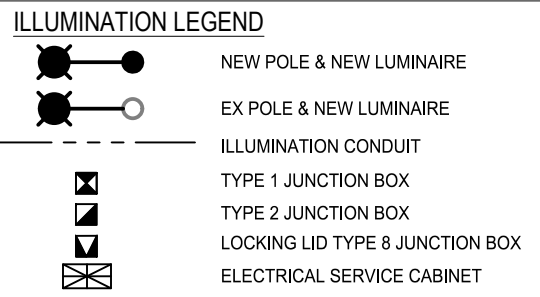 ILLUMINATION LEGEND
NEW POLE & NEW LUMINAIRE
EX POLE & NEW LUMINAIRE
ILLUMINATION CONDUIT
TYPE 1 JUNCTION BOX
TYPE 2 JUNCTION BOX
LOCKING LID TYPE 8 JUNCTION BOX
ELECTRICAL SERVICE CABINET